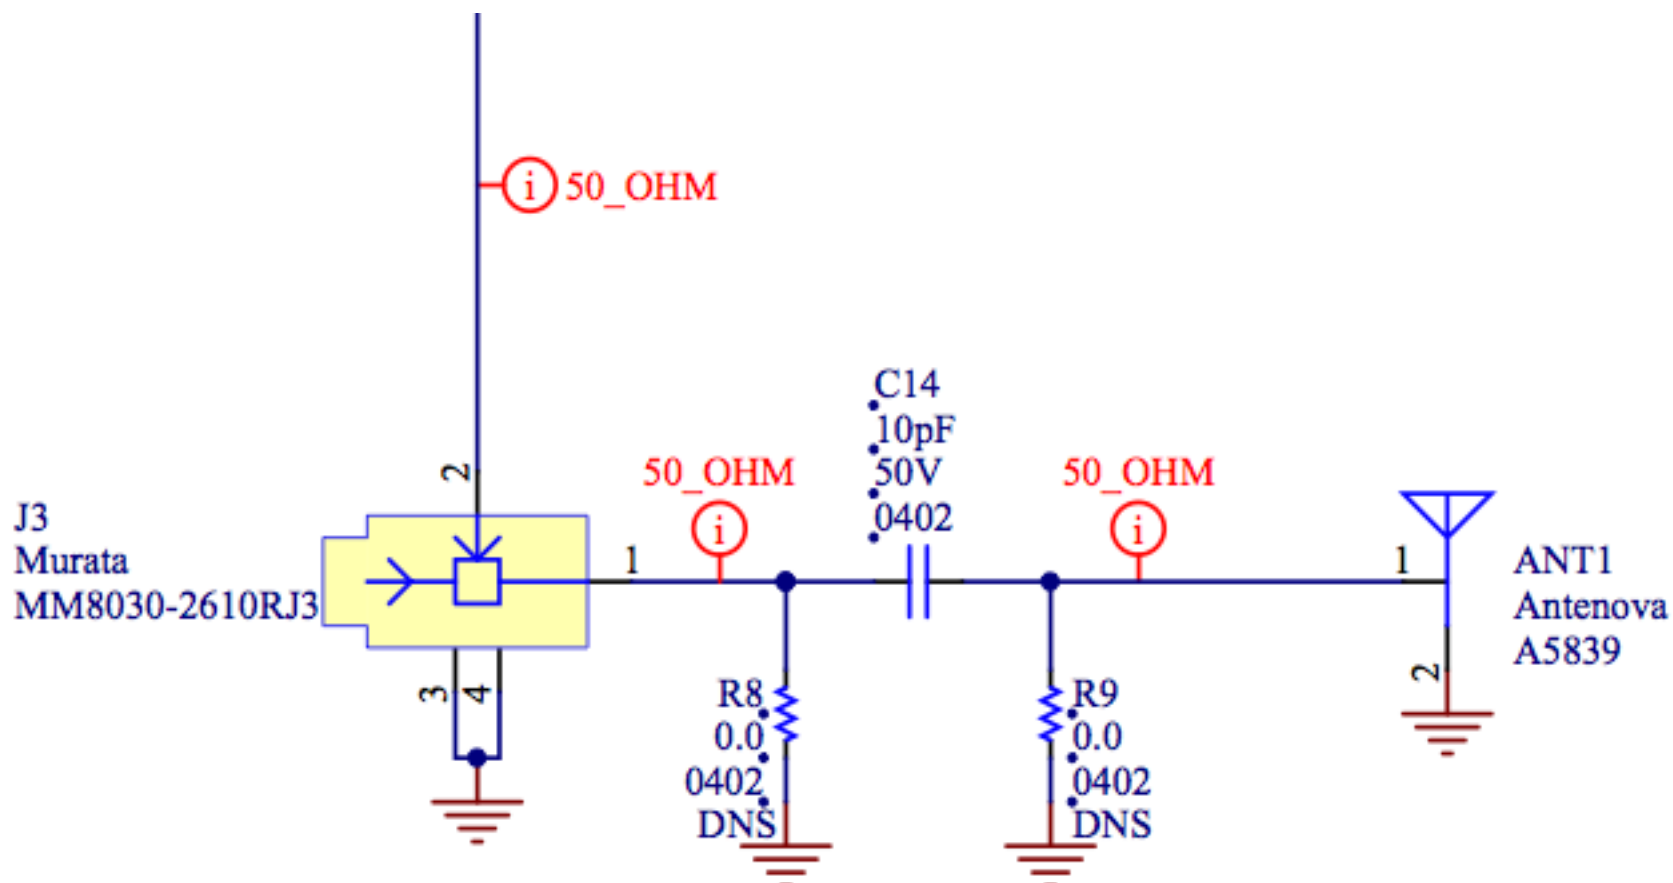 50_OHM
C14
10pF
50V
0402
50_OHM
50_OHM
2
J3
Murata
MM8030-2610RJ3
1
3
4
R8
0.0
0402
DNS
R9
0.0
0402
DNS
1
2
ANT1
Antenova
A5839
i
i
i